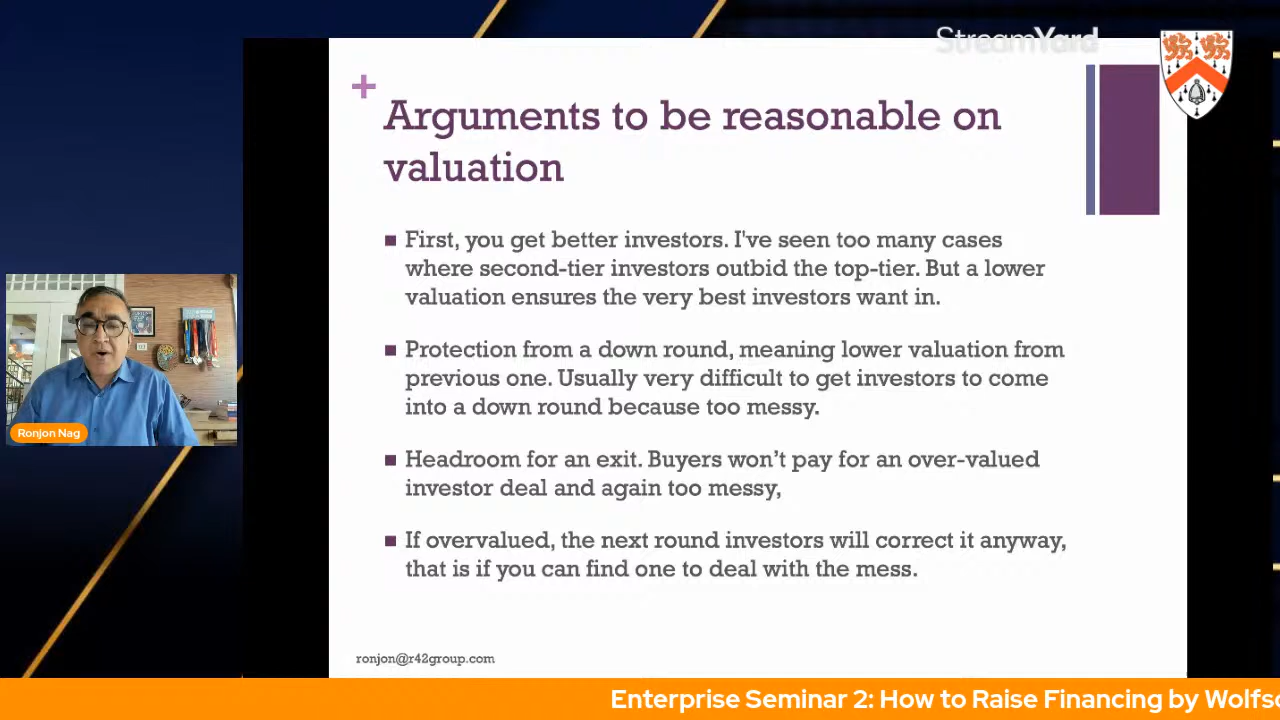 StreamYard
+
Arguments to be reasonable on
valuation
■ First, you get better investors. I've seen too many cases
where second-tier investors outbid the top-tier. But a lower
valuation ensures the very best investors want in.
■ Protection from a down round, meaning lower valuation from
previous one. Usually very difficult to get investors to come
into a down round because too messy.
■ Headroom for an exit. Buyers won’t pay for an over-valued
investor deal and again too messy,
■ If overvalued, the next round investors will correct it anyway,
that is if you can find one to deal with the mess.
ronjon@r42group.com
Ronjon Nag
Enterprise Seminar 2: How to Raise Financing by Wolfso